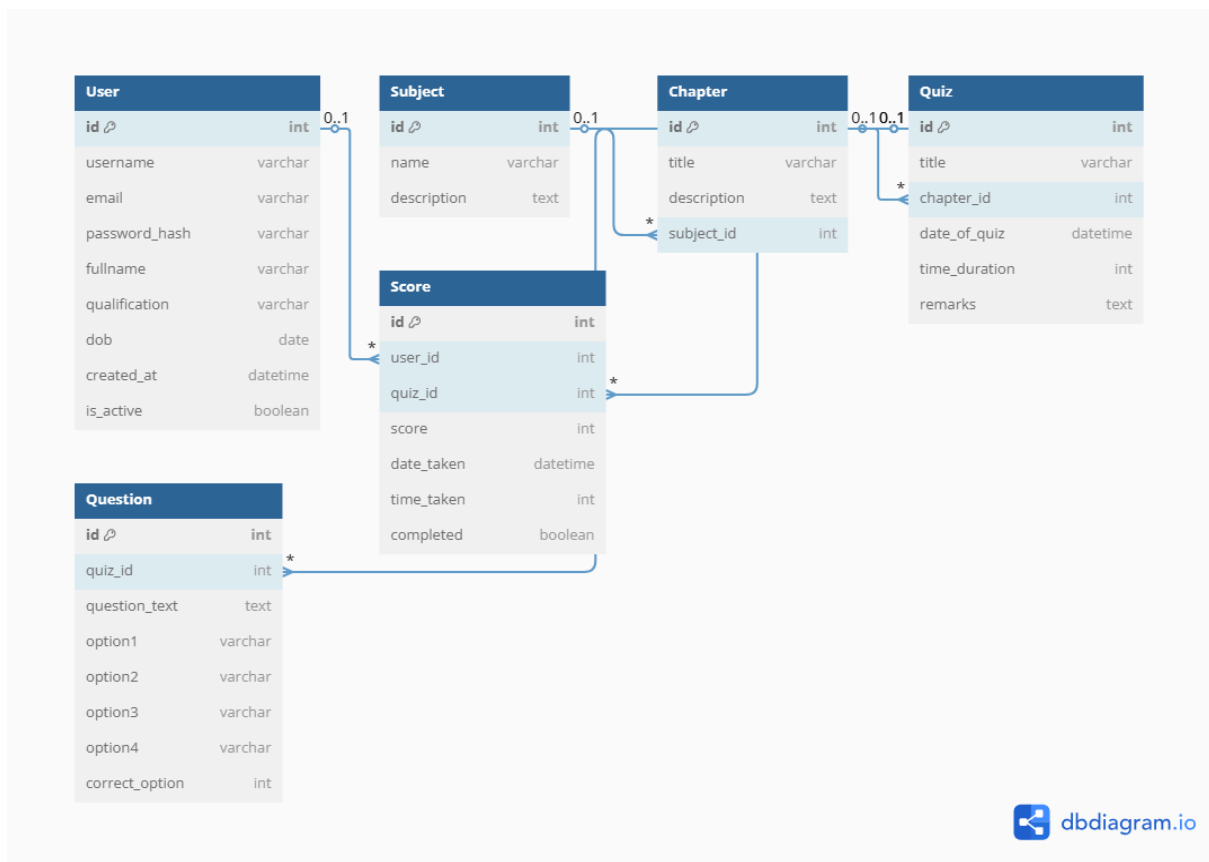 User
id int
username varchar
email varchar
password_hash varchar
fullname varchar
qualification varchar
dob date
created_at datetime
is_active boolean
0..1
*
Subject
id int
name varchar
description text
0..1
Chapter
id int
title varchar
description text
subject_id int
*
0..1 0..1
*
Quiz
id int
title varchar
chapter_id int
date_of_quiz datetime
time_duration int
remarks text
Score
id int
user_id int
quiz_id int
score int
date_taken datetime
time_taken int
completed boolean
*
Question
id int
quiz_id int
question_text text
option1 varchar
option2 varchar
option3 varchar
option4 varchar
correct_option int
*
dbdiagram.io